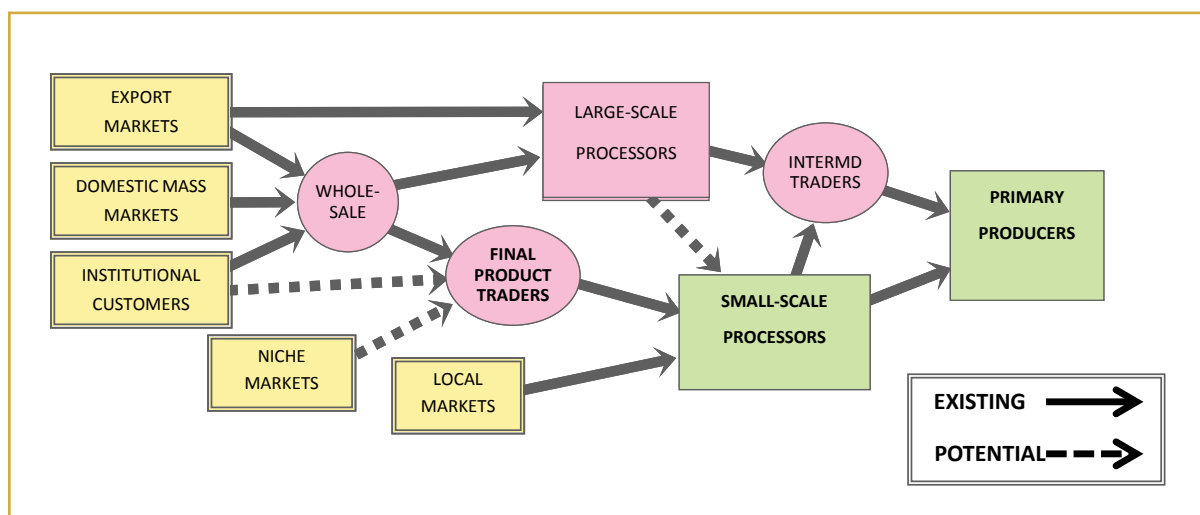 EXPORT
MARKETS
DOMESTIC MASS
MARKETS
INSTITUTIONAL
CUSTOMERS
NICHE
MARKETS
LOCAL
MARKETS
WHOLE-
SALE
FINAL
PRODUCT
TRADERS
LARGE-SCALE
PROCESSORS
SMALL-SCALE
PROCESSORS
INTERMD
TRADERS
PRIMARY
PRODUCERS
EXISTING
POTENTIAL